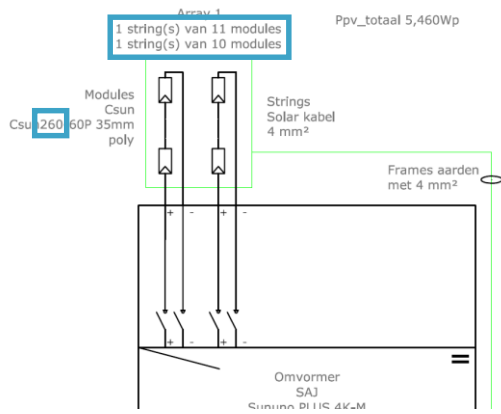 Array 1
1 string(s) van 11 modules
1 string(s) van 10 modules
Ppv_totaal 5,460Wp
Modules
Csun
Csun260-60P 35mm
poly
Strings
Solar kabel
4 mm²
Frames aarden
met 4 mm²
+ - + -
+ - + -
Omvormer
SAJ
Sununo PLUS 4K-M